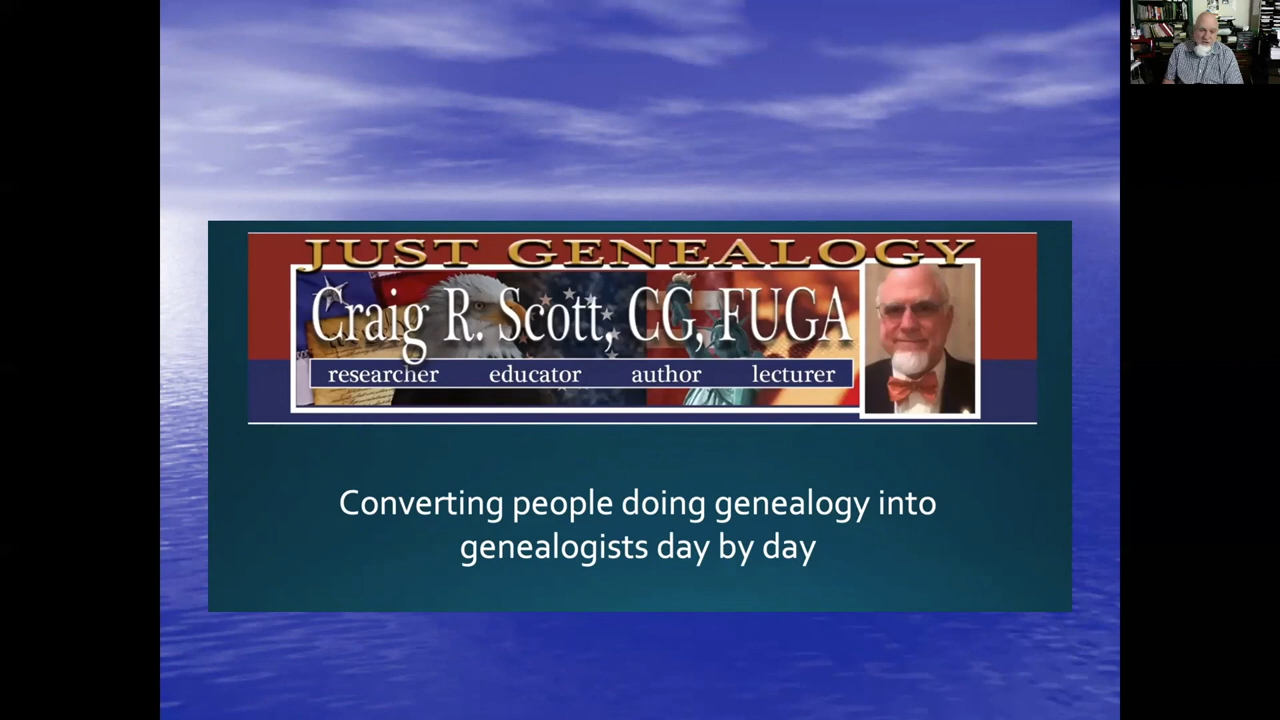 JUST GENEALOGY
Craig R. Scott, CG, FUGA
researcher educator author lecturer
Converting people doing genealogy into
genealogists day by day